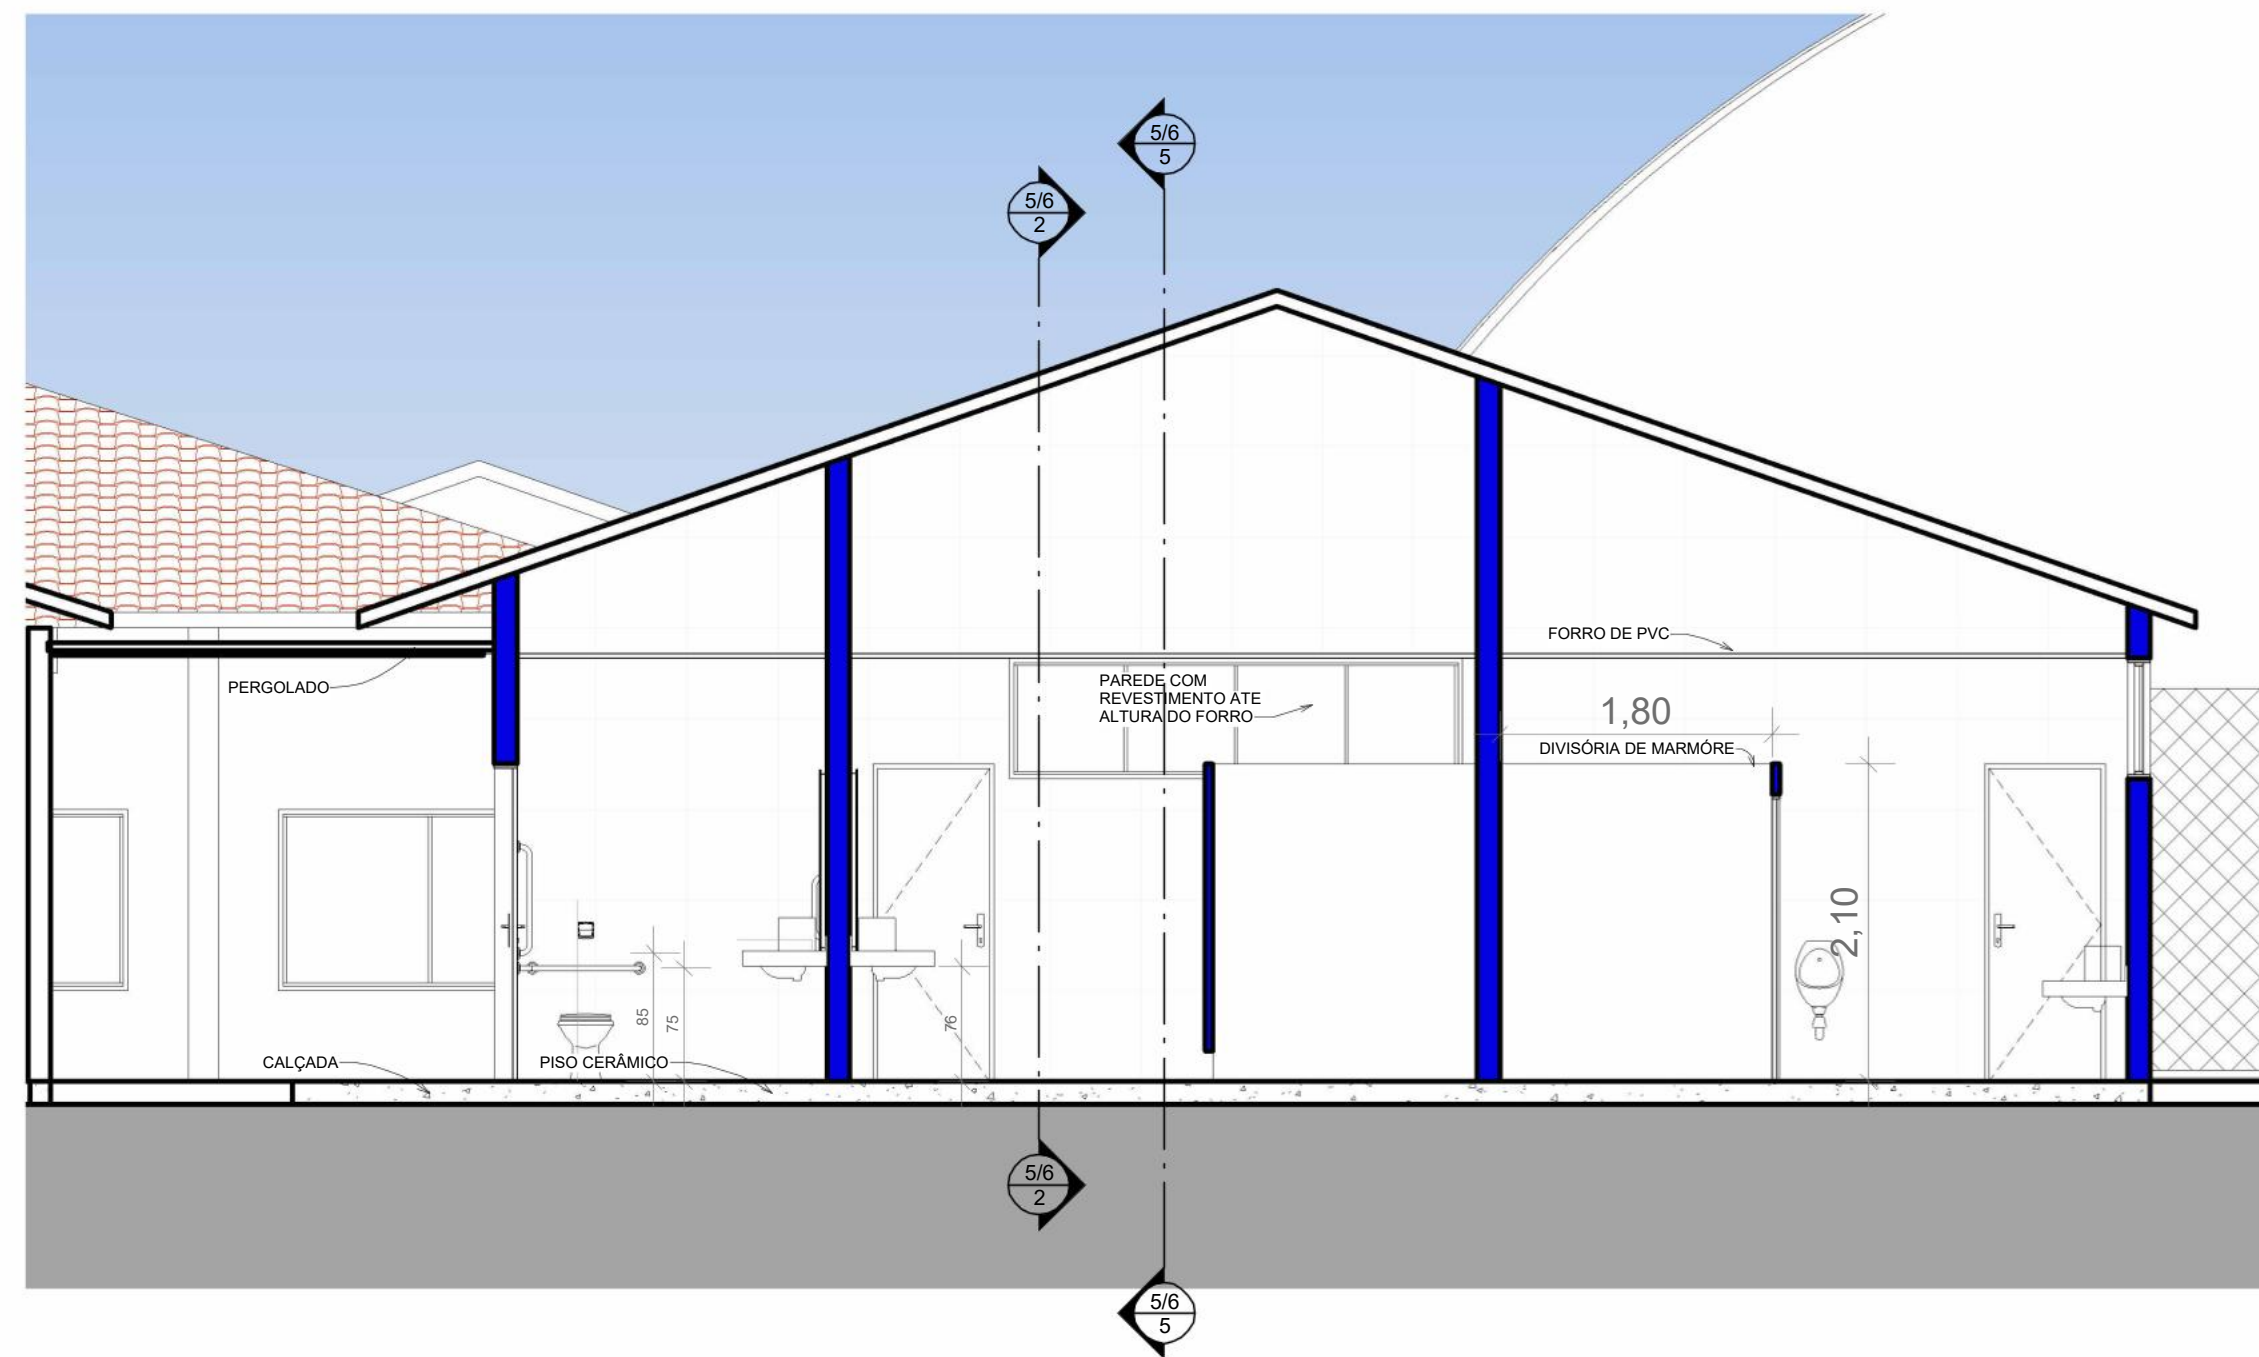 5/6
5
5/6
2
FORRO DE PVC
PERGOLADO
PAREDE COM
REVESTIMENTO ATE
ALTURA DO FORRO
1,80
DIVISÓRIA DE MARMÓRE
2,10
85
75
76
CALÇADA
PISO CERÂMICO
5/6
2
5/6
5